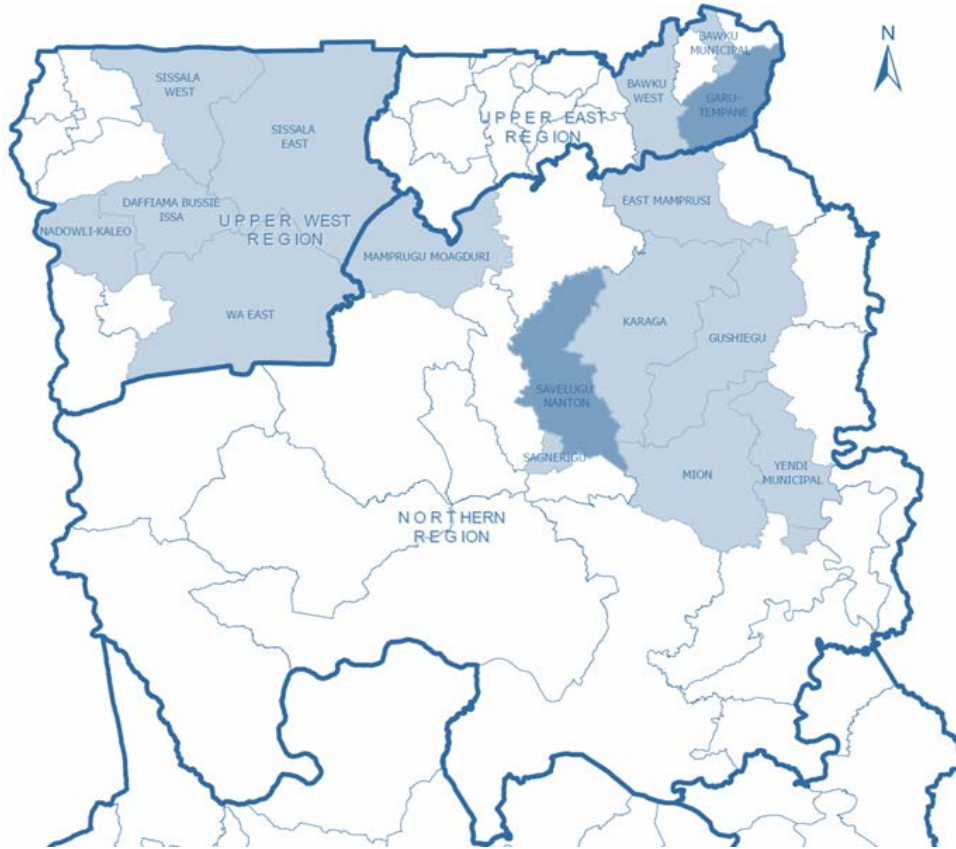 N
BAWKU
MUNICIPAL
SISSALA
WEST
BAWKU
WEST
GARU-
TEMPANE
UPPER EAST
REGION
SISSALA
EAST
DAFFIAMA BUSSIE
ISSA
EAST MAMPRUSI
UPPER WEST
REGION
NADOWLI-KALEO
MAMPRUGU MOAGDURI
WA EAST
KARAGA
GUSHIEGU
SAVELUGU
NANTON
SAGNERIGU
MION
YENDI
MUNICIPAL
NORTHERN
REGION